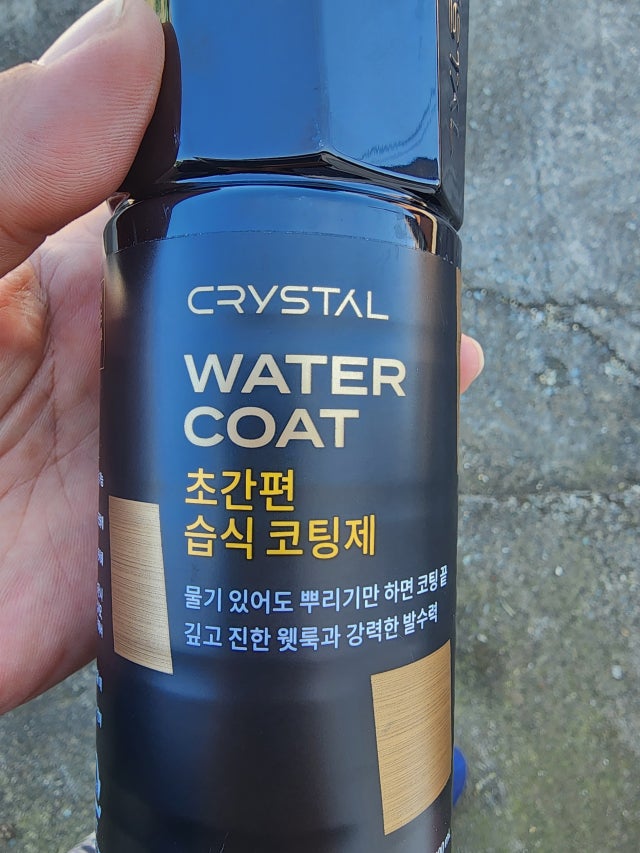 CRYSTAL
WATER
COAT
초간편
습식 코팅제
물기 있어도 뿌리기만 하면 코팅 끝
깊고 진한 웻룩과 강력한 발수력